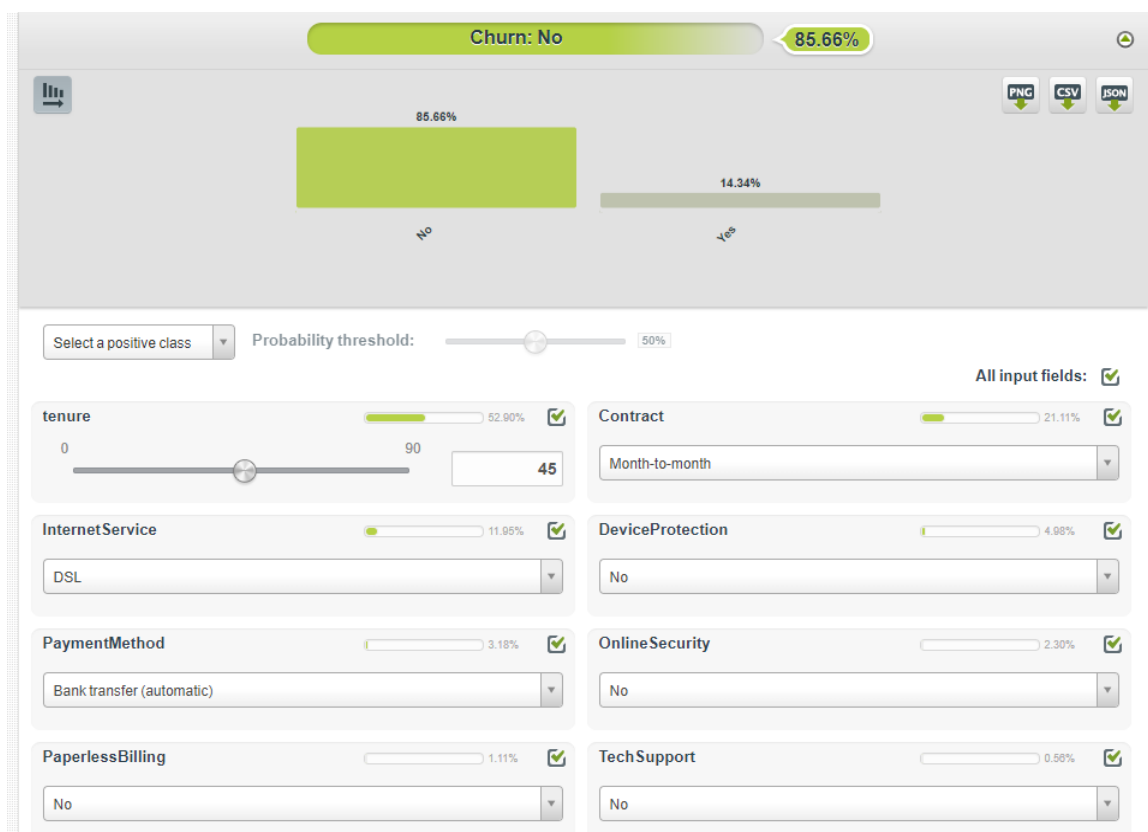 Churn: No 85.66%
PNG CSV JSON
85.66%
14.34%
No Yes
Select a positive class Probability threshold: 50%
All input fields:
tenure 52.90% Contract 21.11%
0 90
45 Month-to-month
InternetService 11.95% DeviceProtection 4.98%
DSL No
PaymentMethod 3.18% OnlineSecurity 2.30%
Bank transfer (automatic) No
PaperlessBilling 1.11% TechSupport 0.56%
No No